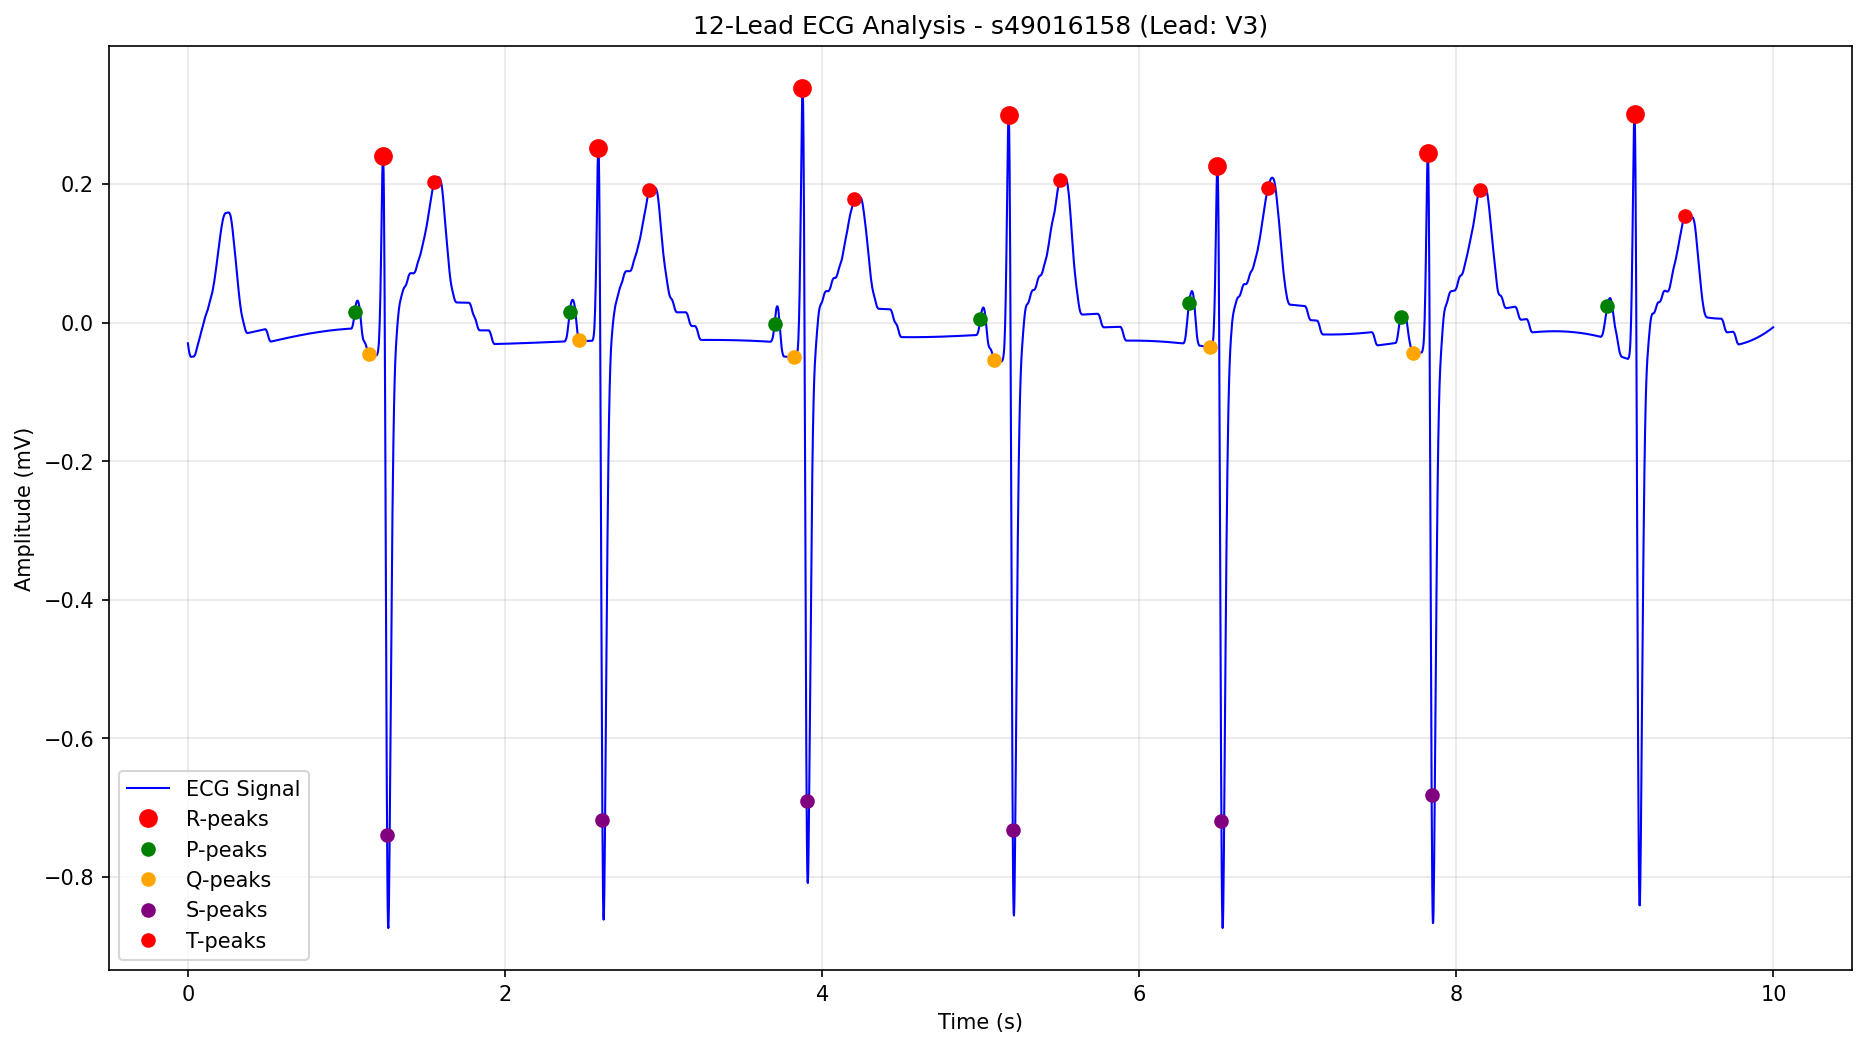 12-Lead ECG Analysis - s49016158 (Lead: V3)
Amplitude (mV)
0.2
0.0
−0.2
−0.4
−0.6
−0.8
ECG Signal
R-peaks
P-peaks
Q-peaks
S-peaks
T-peaks
0 2 4 6 8 10
Time (s)